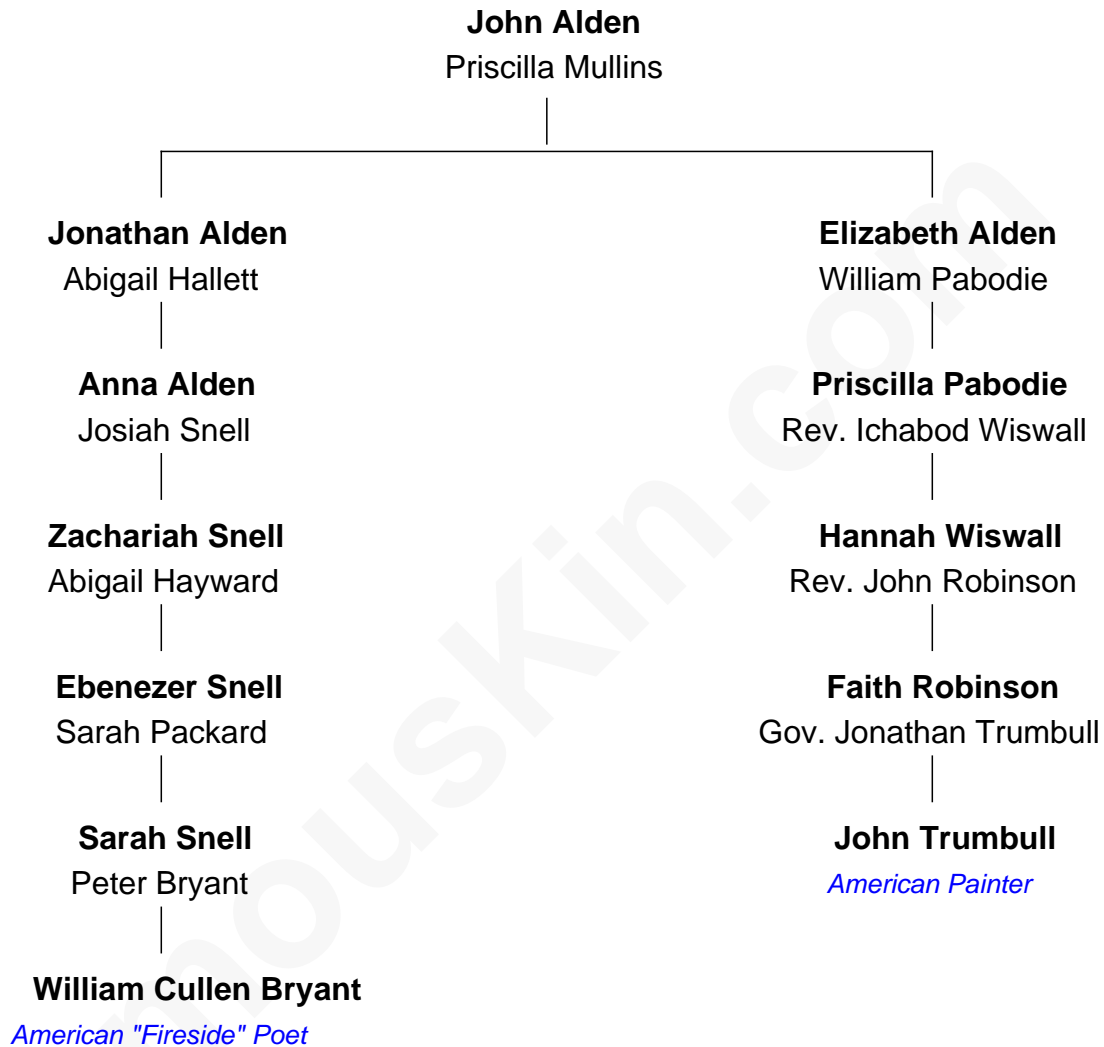 John Alden
Priscilla Mullins
Jonathan Alden
Abigail Hallett
Elizabeth Alden
William Pabodie
Anna Alden
Josiah Snell
Priscilla Pabodie
Rev. Ichabod Wiswall
Zachariah Snell
Abigail Hayward
Hannah Wiswall
Rev. John Robinson
Ebenezer Snell
Sarah Packard
Faith Robinson
Gov. Jonathan Trumbull
Sarah Snell
Peter Bryant
John Trumbull
American Painter
William Cullen Bryant
American "Fireside" Poet
mouskin.com